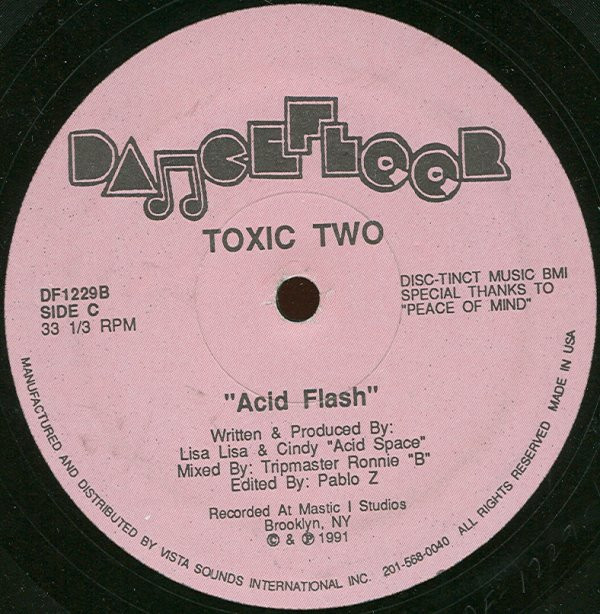 DANCEFLOOR
TOXIC TWO
DF1229B
SIDE C
33 1/3 RPM
DISC-TINCT MUSIC BMI
SPECIAL THANKS TO
"PEACE OF MIND"
"Acid Flash"
Written & Produced By:
Lisa Lisa & Cindy "Acid Space"
Mixed By: Tripmaster Ronnie "B"
Edited By: Pablo Z
Recorded At Mastic I Studios
Brooklyn, NY
© & ℗ 1991
MANUFACTURED AND DISTRIBUTED BY VISTA SOUNDS INTERNATIONAL INC. 201-568-0040 ALL RIGHTS RESERVED MADE IN USA